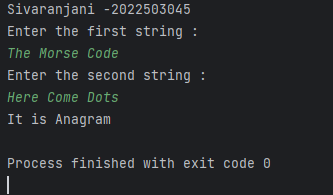 Sivaranjani -2022503045
Enter the first string :
The Morse Code
Enter the second string :
Here Come Dots
It is Anagram
Process finished with exit code 0